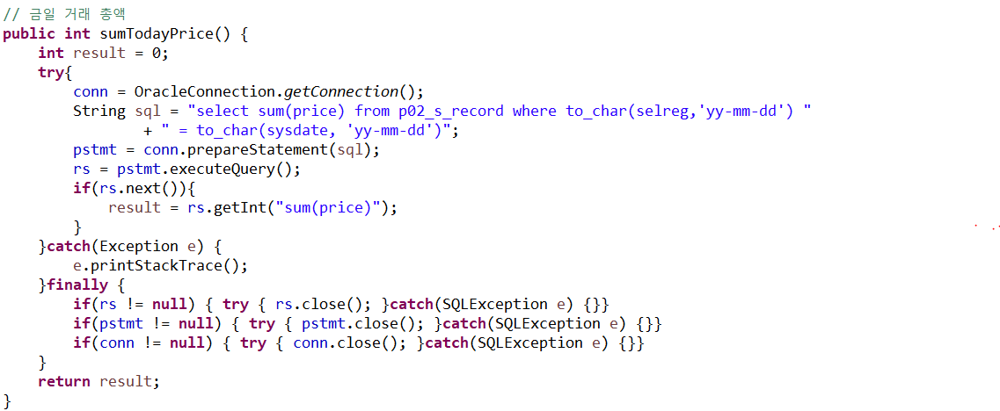 // 금일 거래 총액
public int sumTodayPrice() {
    int result = 0;
    try{
        conn = OracleConnection.getConnection();
        String sql = "select sum(price) from p02_s_record where to_char(selreg,'yy-mm-dd') "
                + " = to_char(sysdate, 'yy-mm-dd')";
        pstmt = conn.prepareStatement(sql);
        rs = pstmt.executeQuery();
        if(rs.next()){
            result = rs.getInt("sum(price)");
        }
    }catch(Exception e) {
        e.printStackTrace();
    }finally {
        if(rs != null) { try { rs.close(); }catch(SQLException e) {}}
        if(pstmt != null) { try { pstmt.close(); }catch(SQLException e) {}}
        if(conn != null) { try { conn.close(); }catch(SQLException e) {}}
    }
    return result;
}